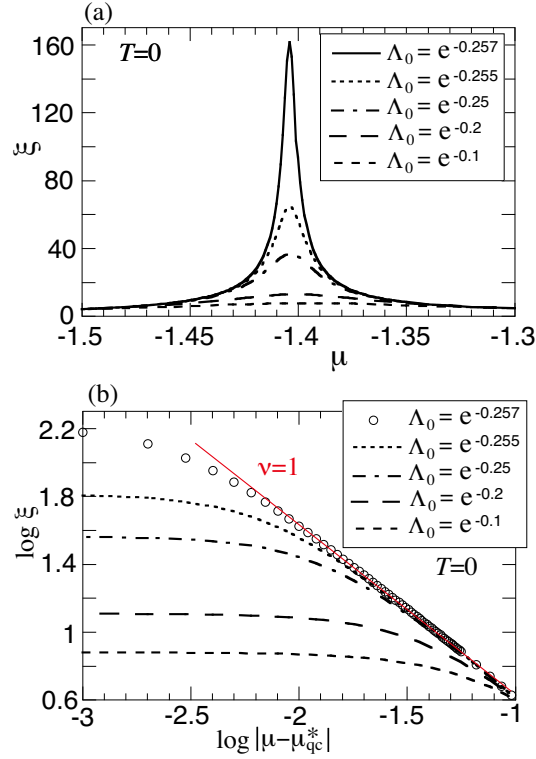 (a)
160
120
80
40
0
ξ
T=0
Λ₀ = e^-0.257
Λ₀ = e^-0.255
Λ₀ = e^-0.25
Λ₀ = e^-0.2
Λ₀ = e^-0.1
-1.5 -1.45 -1.4 -1.35 -1.3
μ
(b)
2.2
1.8
1.4
1
0.6
log ξ
ν=1
Λ₀ = e^-0.257
Λ₀ = e^-0.255
Λ₀ = e^-0.25
Λ₀ = e^-0.2
Λ₀ = e^-0.1
T=0
-3 -2.5 -2 -1.5 -1
log |μ−μ*qc|